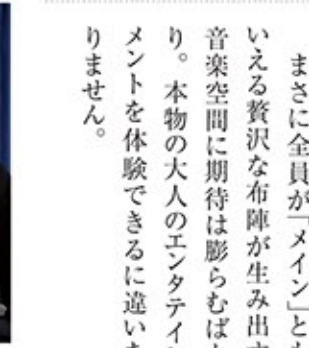 まさに全員が「メイン」とも
いえる贅沢な布陣が生み出す
音楽空間に期待は膨らむば
り。本物の大人のエンタテイ
メントを体験できるに違いあ
りません。